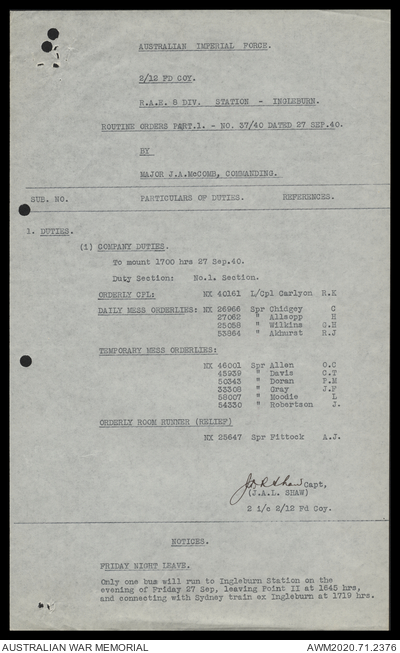 AUSTRALIAN IMPERIAL FORCE.
2/12 FD COY.
R.A.E. 8 DIV. STATION - INGLEBURN.
ROUTINE ORDERS PART.1. - NO. 37/40 DATED 27 SEP.40.
BY
MAJOR J.A.McCOMB, COMMANDING.
SUB. NO. PARTICULARS OF DUTIES. REFERENCES.
1. DUTIES.
(i) COMPANY DUTIES.
To mount 1700 hrs 27 Sep.40.
Duty Section: No.1. Section.
ORDERLY CPL: NX 40161 L/Cpl Carlyon R.K
DAILY MESS ORDERLIES: NX 26966 Spr Chidgey C
27062 " Allsopp H
25058 " Wilkins G.H
53864 " Akhurst R.J
TEMPORARY MESS ORDERLIES:
NX 46001 Spr Allen O.C
45939 " Davis C.T
50343 " Doran P.M
33308 " Gray J.P
58007 " Moodie L
54330 " Robertson J.
ORDERLY ROOM RUNNER (RELIEF)
NX 25647 Spr Fittock A.J.
Capt,
(J.A.L. SHAW)
2 i/c 2/12 Fd Coy.
NOTICES.
FRIDAY NIGHT LEAVE.
Only one bus will run to Ingleburn Station on the
evening of Friday 27 Sep, leaving Point II at 1645 hrs,
and connecting with Sydney train ex Ingleburn at 1719 hrs.
AUSTRALIAN WAR MEMORIAL AWM2020.71.2376